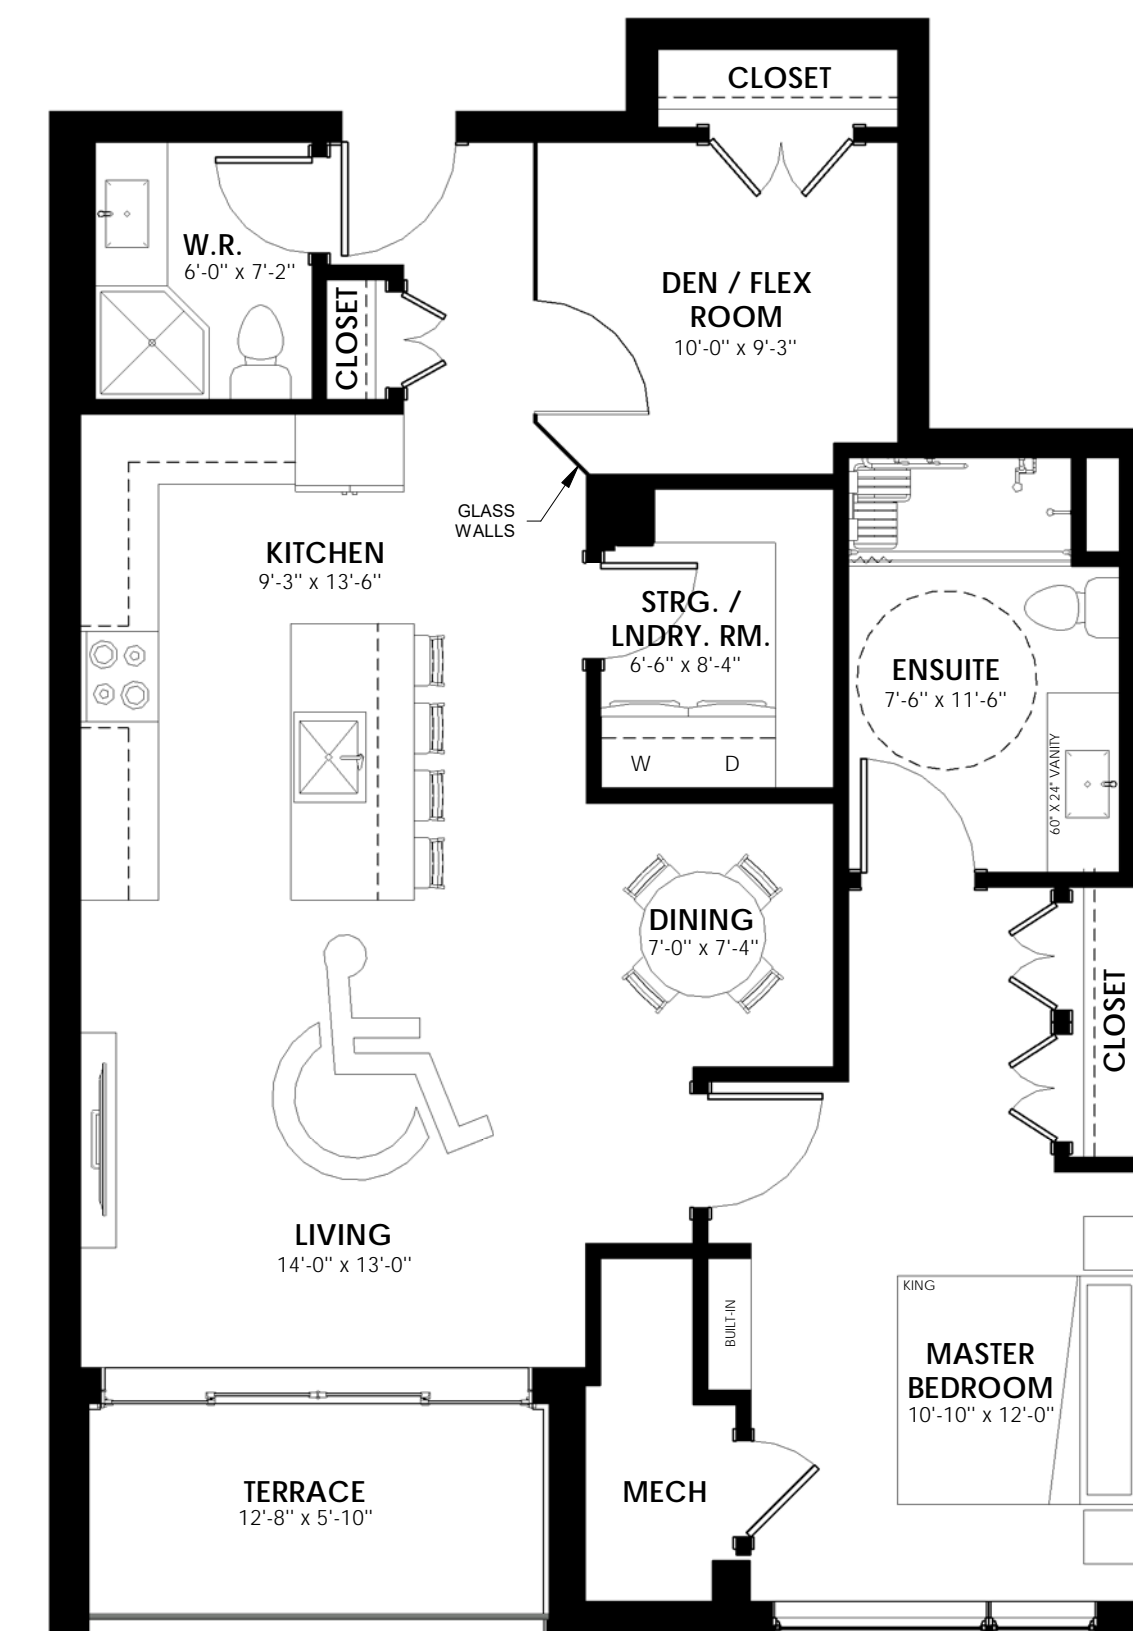 CLOSET
W.R.
6'-0" x 7'-2"
CLOSET
DEN / FLEX
ROOM
10'-0" x 9'-3"
GLASS
WALLS
KITCHEN
9'-3" x 13'-6"
STRG. /
LNDRY. RM.
6'-6" x 8'-4"
W
D
ENSUITE
7'-6" x 11'-6"
60" X 24" VANITY
DINING
7'-0" x 7'-4"
CLOSET
LIVING
14'-0" x 13'-0"
BUILT-IN
KING
MASTER
BEDROOM
10'-10" x 12'-0"
TERRACE
12'-8" x 5'-10"
MECH